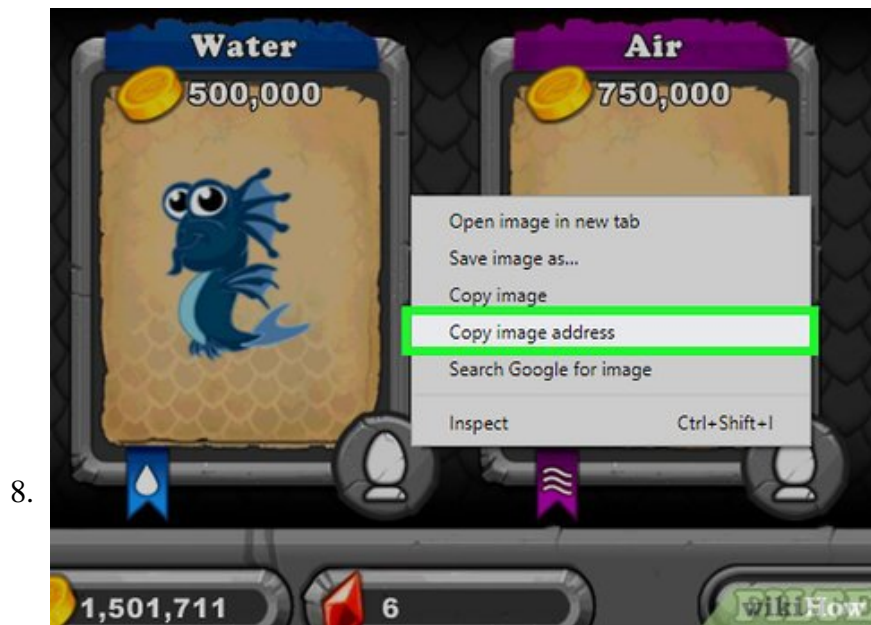 Water
Air
500,000
750,000
Open image in new tab
Save image as...
Copy image
Copy image address
Search Google for image
Inspect Ctrl+Shift+I
8.
1,501,711
6
wikiHow